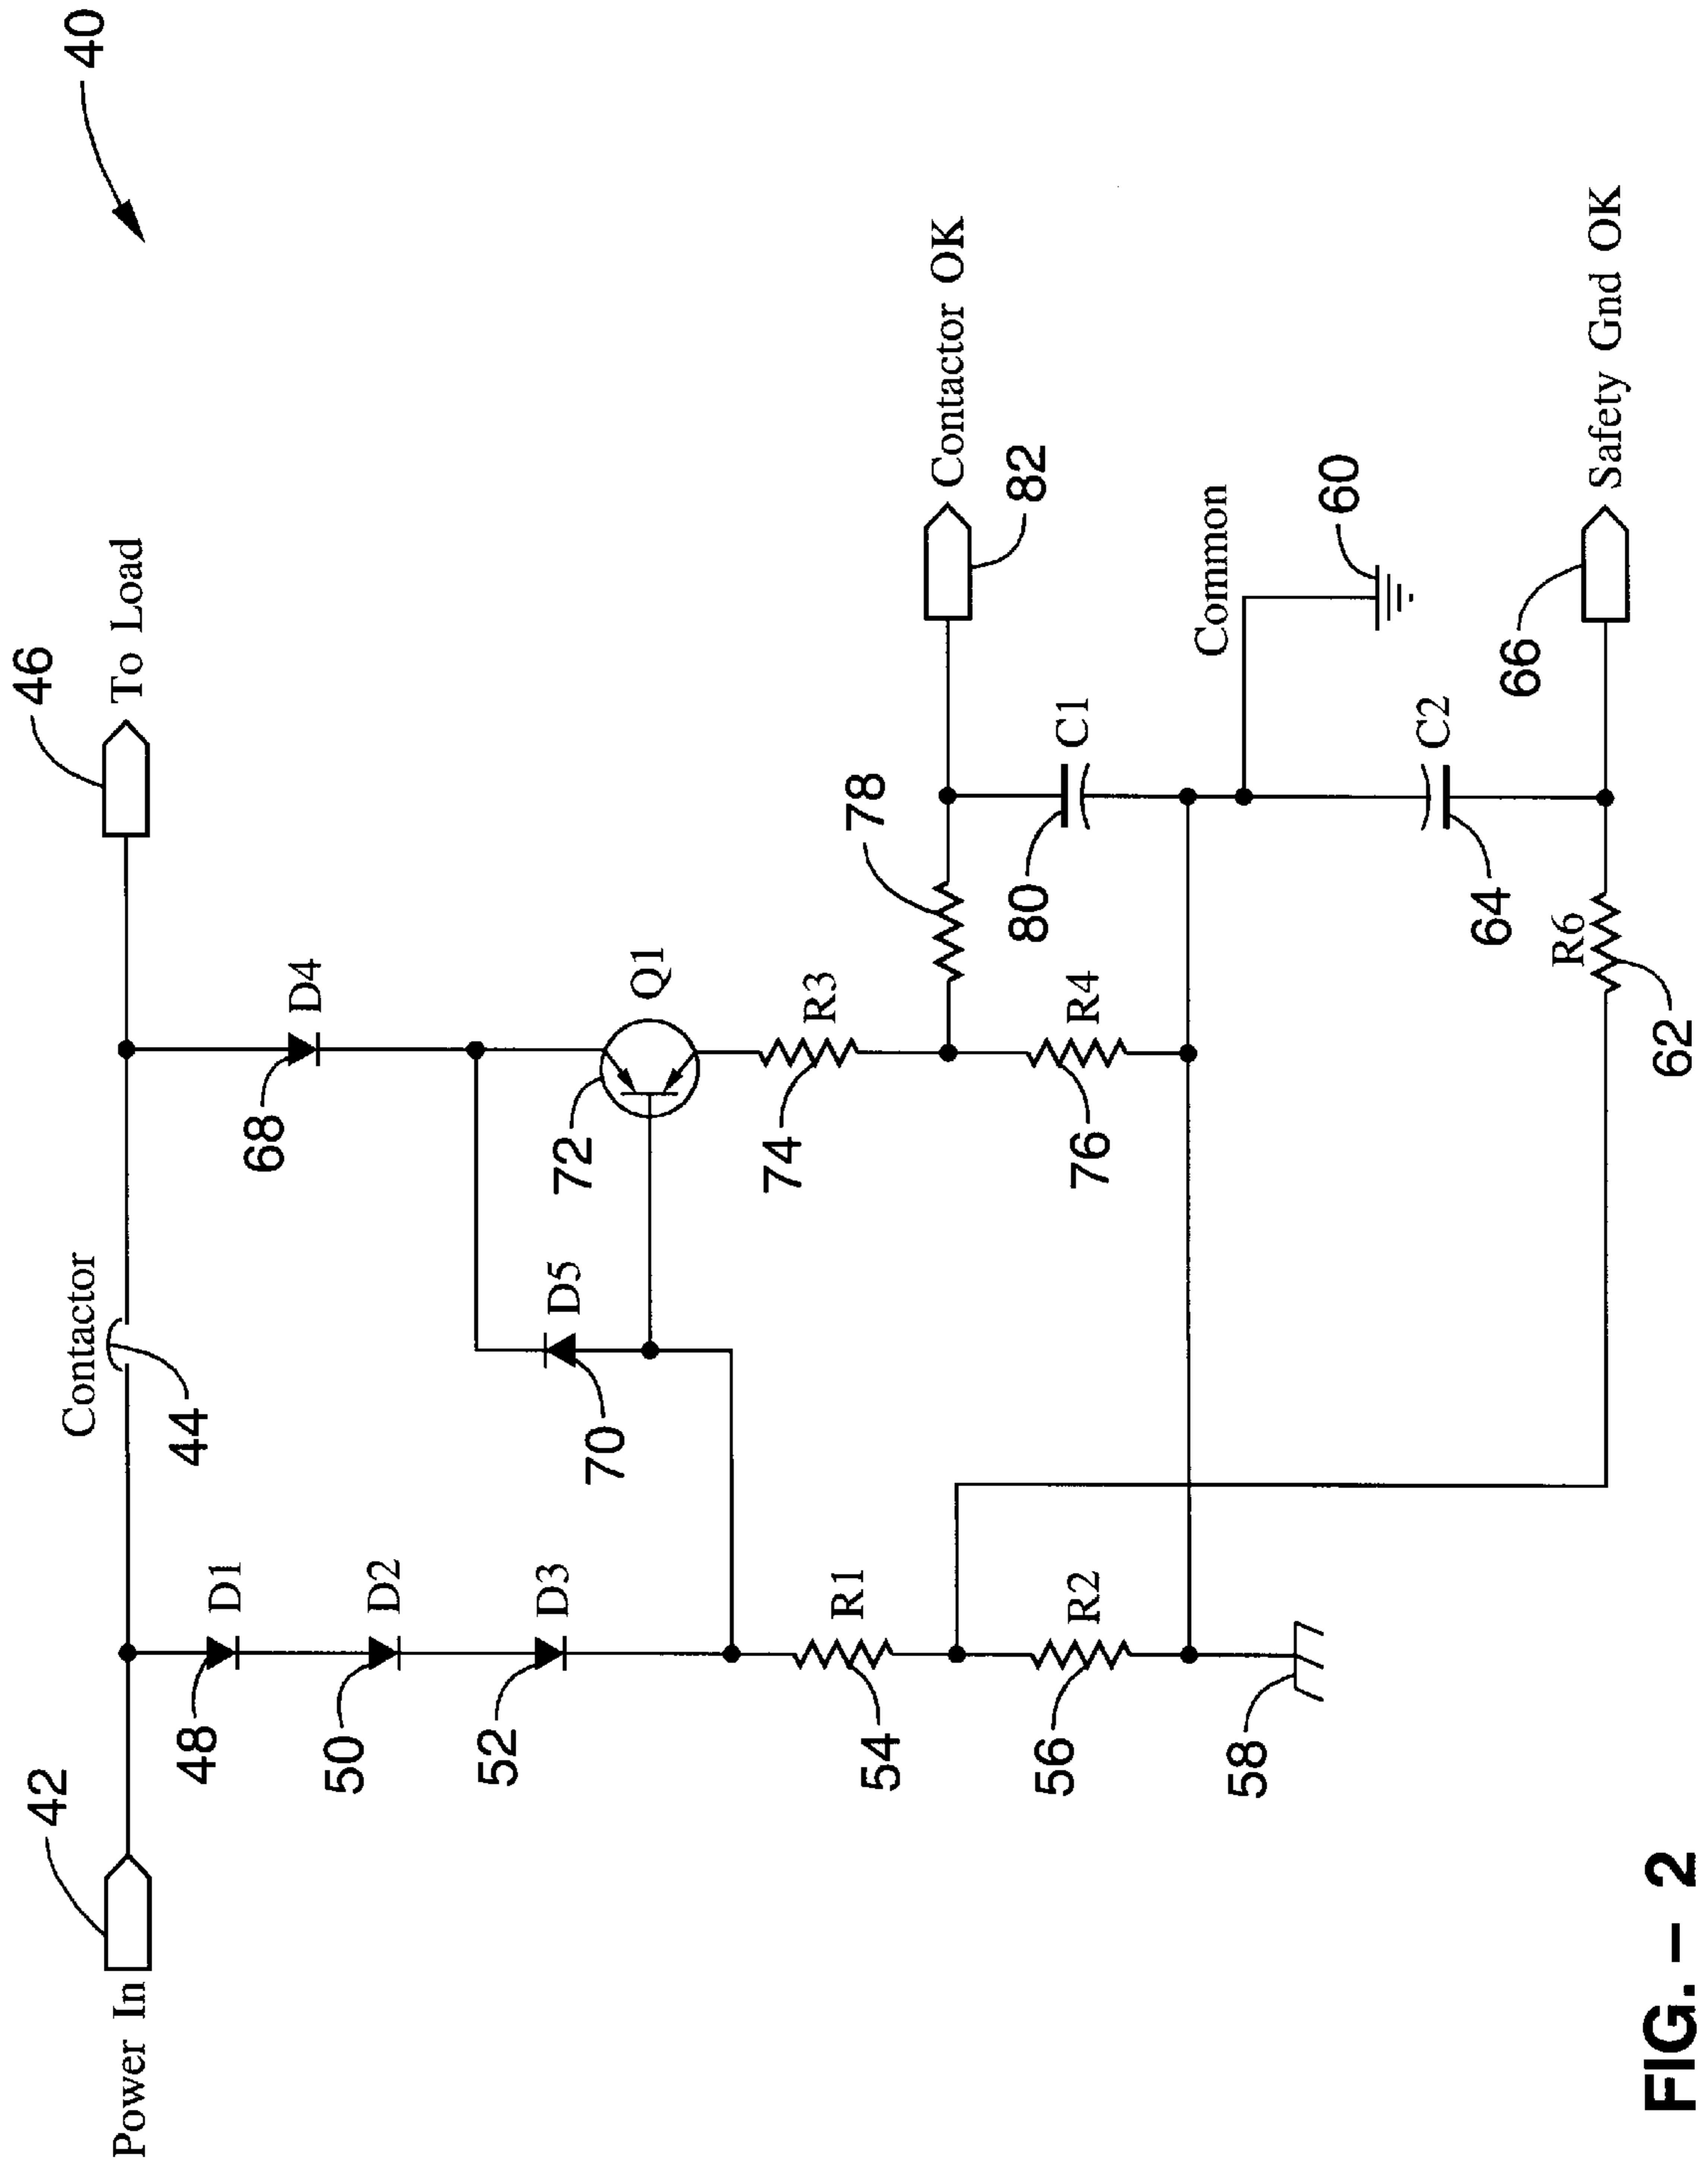 40
46
To Load
Contactor
44
42
Power In
48
D1
50
D2
52
D3
54
R1
56
R2
58
68
D4
70
D5
72
Q1
74
R3
76
R4
78
82
Contactor OK
80
C1
Common
60
64
C2
66
Safety Gnd OK
R6
62
FIG. – 2